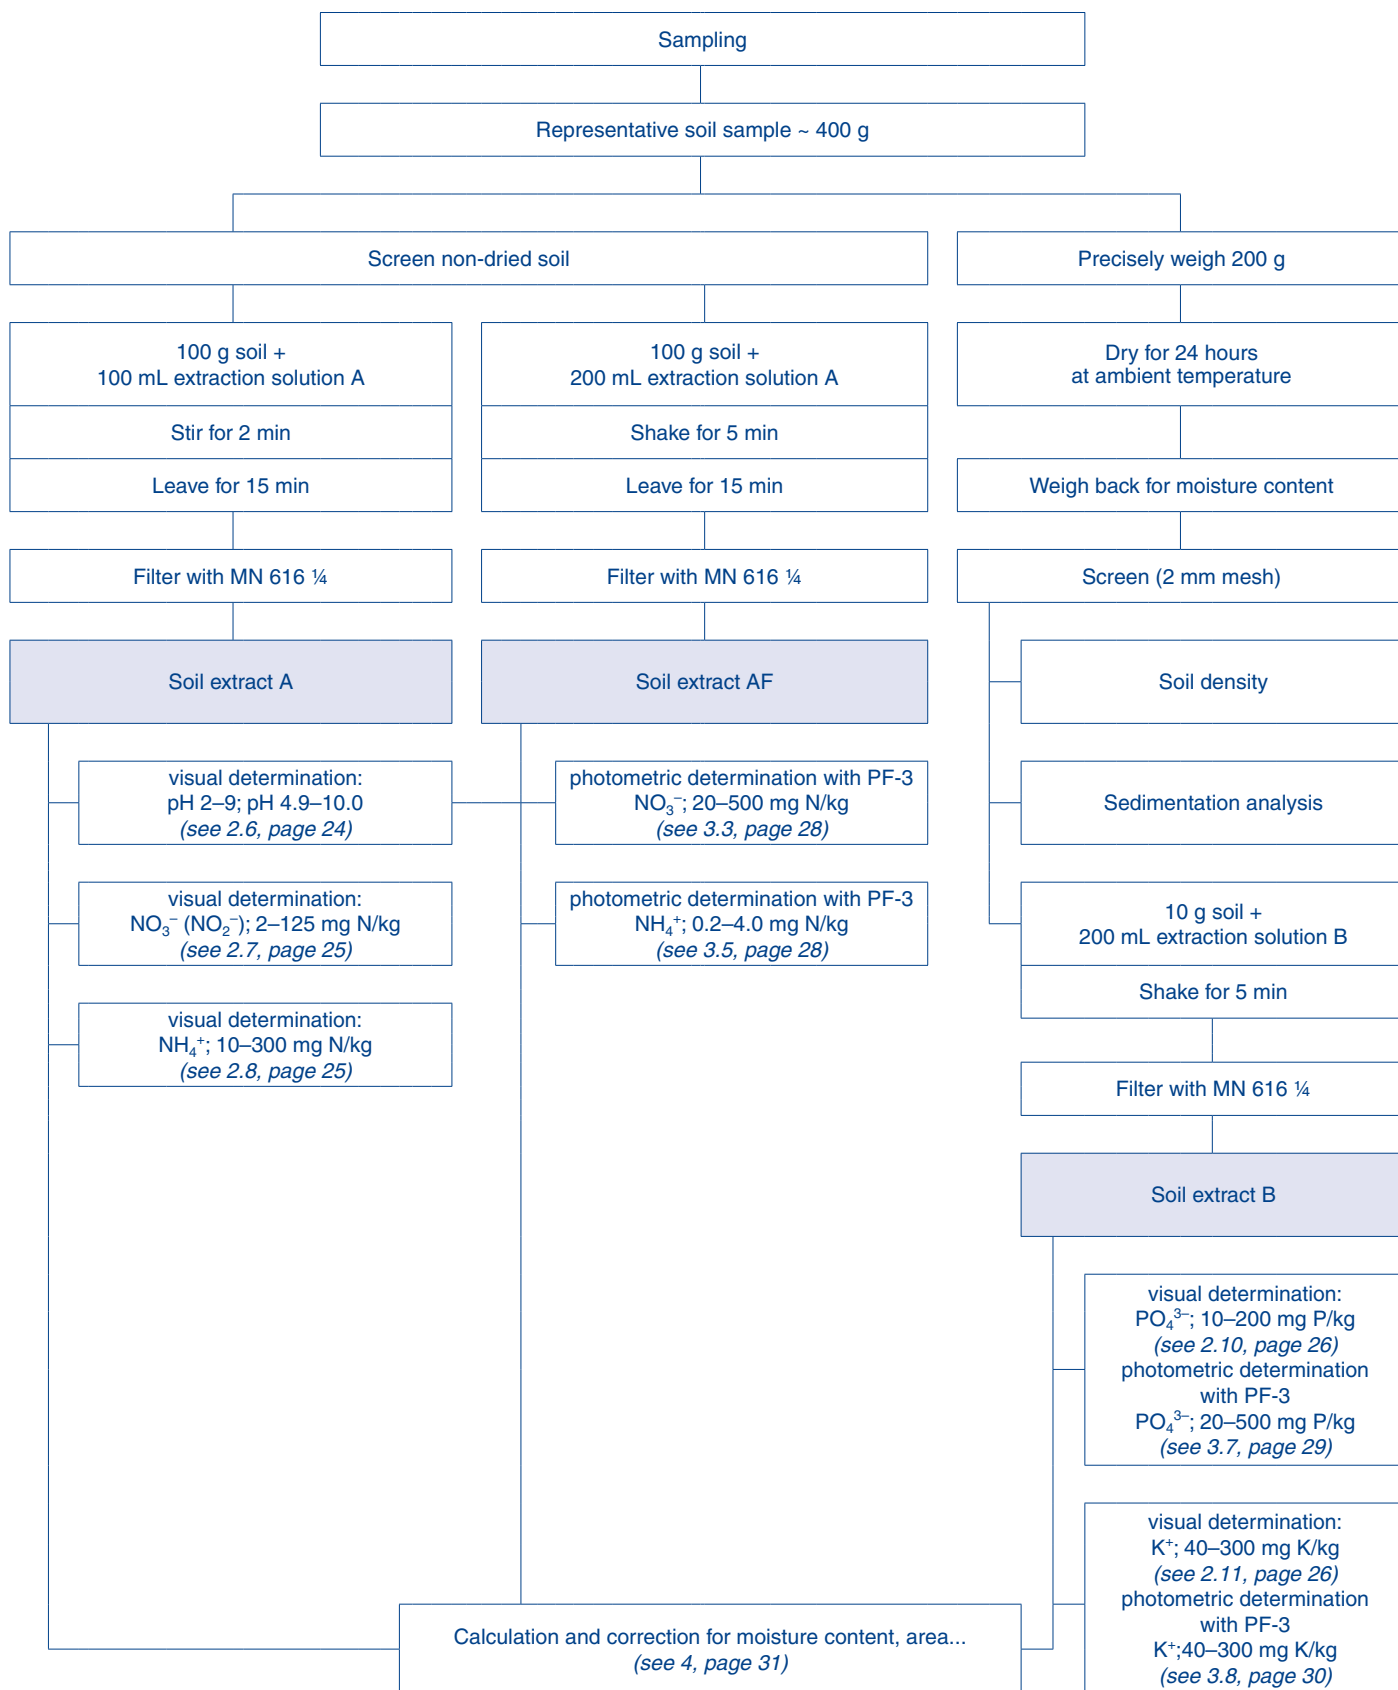 Sampling
Representative soil sample ~ 400 g
Screen non-dried soil
Precisely weigh 200 g
100 g soil +
100 mL extraction solution A
Stir for 2 min
Leave for 15 min
Filter with MN 616 ¼
Soil extract A
visual determination:
pH 2–9; pH 4.9–10.0
(see 2.6, page 24)
visual determination:
NO₃⁻ (NO₂⁻); 2–125 mg N/kg
(see 2.7, page 25)
visual determination:
NH₄⁺; 10–300 mg N/kg
(see 2.8, page 25)
100 g soil +
200 mL extraction solution A
Shake for 5 min
Leave for 15 min
Filter with MN 616 ¼
Soil extract AF
photometric determination with PF-3
NO₃⁻; 20–500 mg N/kg
(see 3.3, page 28)
photometric determination with PF-3
NH₄⁺; 0.2–4.0 mg N/kg
(see 3.5, page 28)
Dry for 24 hours
at ambient temperature
Weigh back for moisture content
Screen (2 mm mesh)
Soil density
Sedimentation analysis
10 g soil +
200 mL extraction solution B
Shake for 5 min
Filter with MN 616 ¼
Soil extract B
visual determination:
PO₄³⁻; 10–200 mg P/kg
(see 2.10, page 26)
photometric determination
with PF-3
PO₄³⁻; 20–500 mg P/kg
(see 3.7, page 29)
visual determination:
K⁺; 40–300 mg K/kg
(see 2.11, page 26)
photometric determination
with PF-3
K⁺;40–300 mg K/kg
(see 3.8, page 30)
Calculation and correction for moisture content, area...
(see 4, page 31)